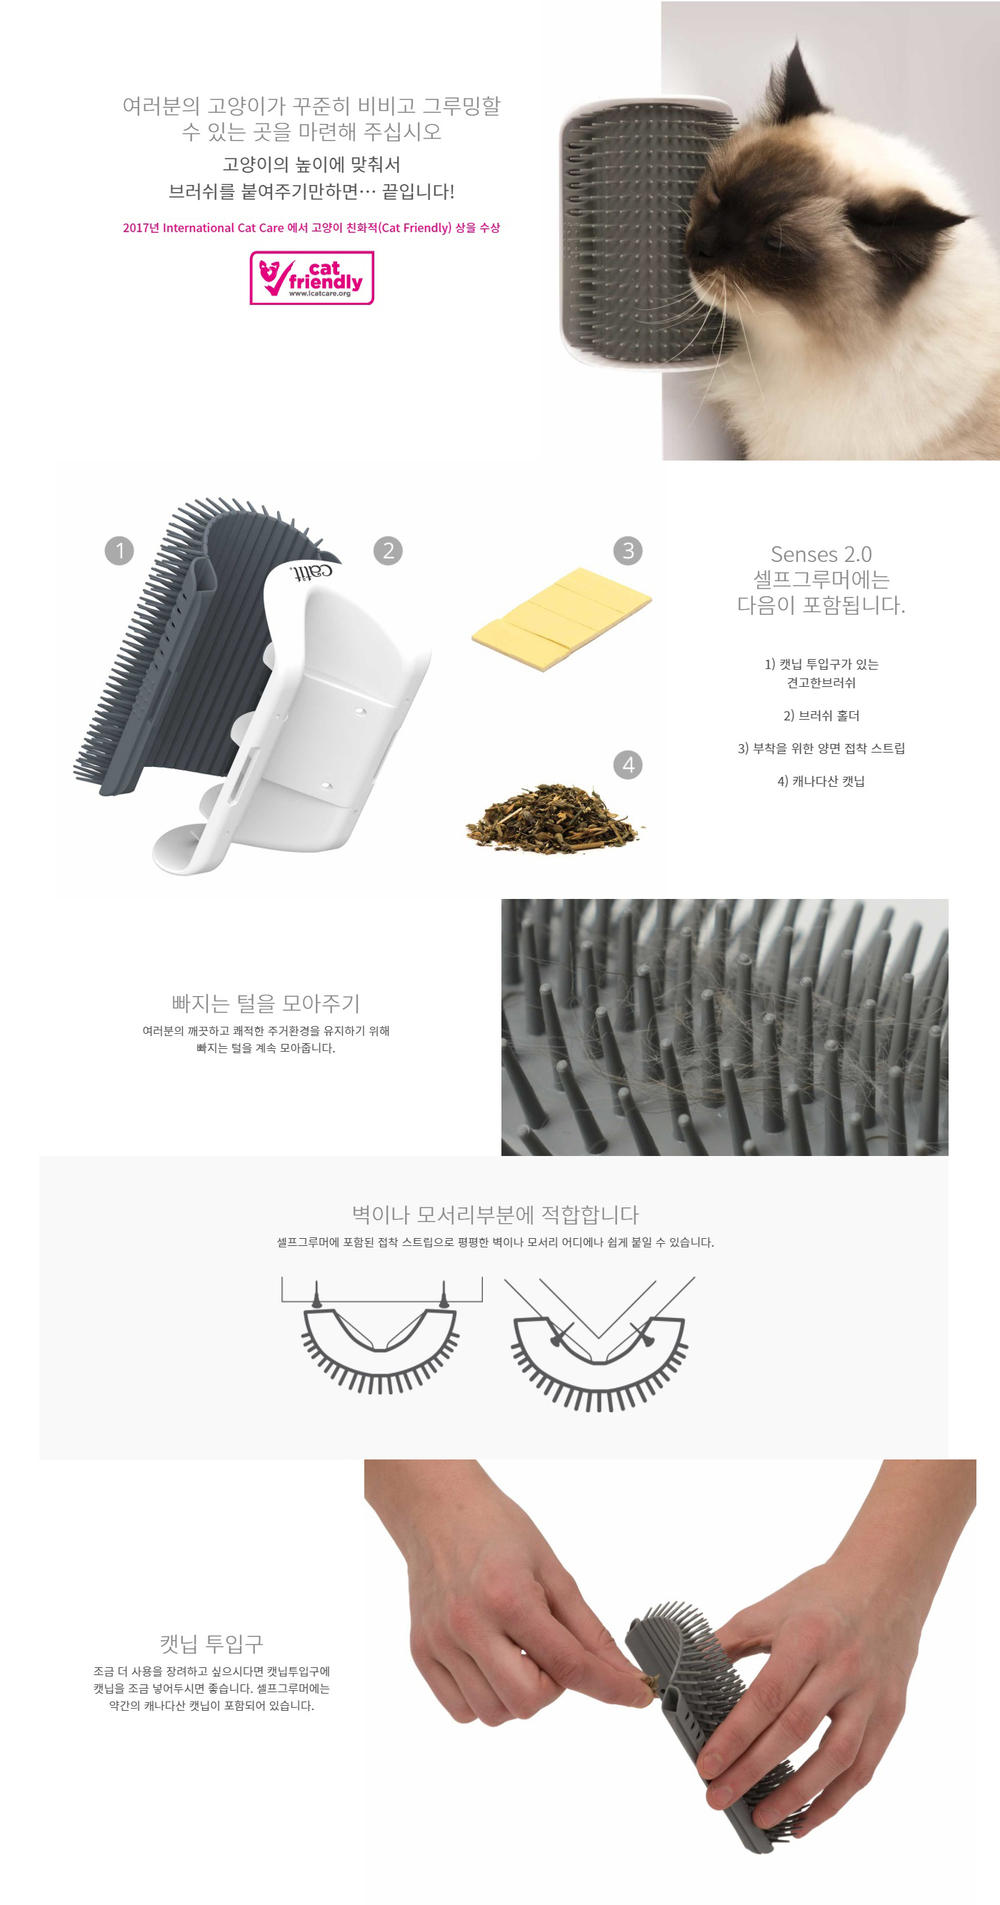 여러분의 고양이가 꾸준히 비비고 그루밍할
수 있는 곳을 마련해 주십시오
고양이의 높이에 맞춰서
브러쉬를 붙여주기만하면··· 끝입니다!
2017년 International Cat Care 에서 고양이 친화적(Cat Friendly) 상을 수상
cat
friendly
www.icatcare.org
1
2
3
catit.
4
Senses 2.0
셀프그루머에는
다음이 포함됩니다.
1) 캣닢 투입구가 있는
견고한브러쉬
2) 브러쉬 홀더
3) 부착을 위한 양면 접착 스트립
4) 캐나다산 캣닢
빠지는 털을 모아주기
여러분의 깨끗하고 쾌적한 주거환경을 유지하기 위해
빠지는 털을 계속 모아줍니다.
벽이나 모서리부분에 적합합니다
셀프그루머에 포함된 접착 스트립으로 평평한 벽이나 모서리 어디에나 쉽게 붙일 수 있습니다.
캣닢 투입구
조금 더 사용을 장려하고 싶으시다면 캣닢투입구에
캣닢을 조금 넣어두시면 좋습니다. 셀프그루머에는
약간의 캐나다산 캣닢이 포함되어 있습니다.